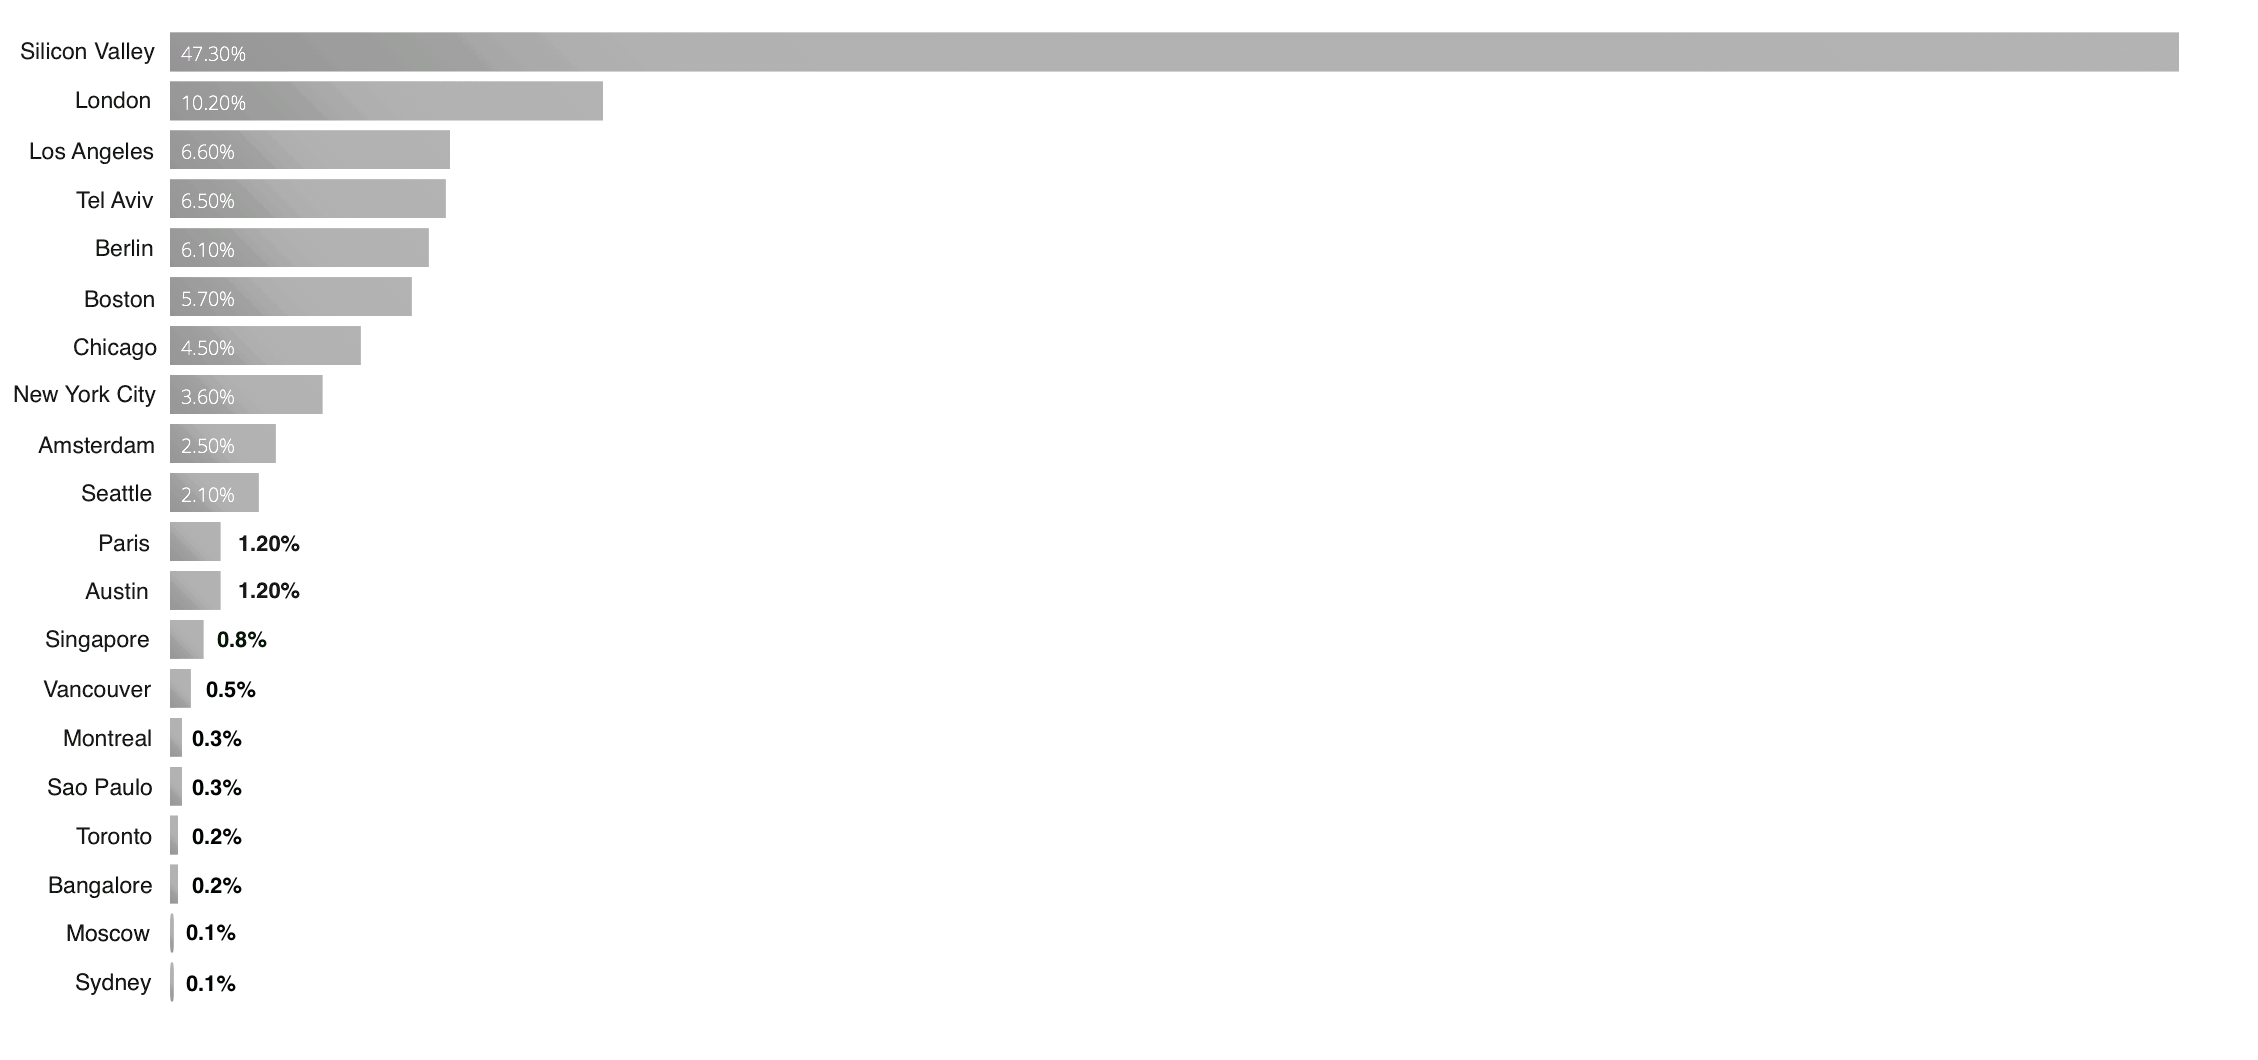 Silicon Valley 47.30%
London 10.20%
Los Angeles 6.60%
Tel Aviv 6.50%
Berlin 6.10%
Boston 5.70%
Chicago 4.50%
New York City 3.60%
Amsterdam 2.50%
Seattle 2.10%
Paris 1.20%
Austin 1.20%
Singapore 0.8%
Vancouver 0.5%
Montreal 0.3%
Sao Paulo 0.3%
Toronto 0.2%
Bangalore 0.2%
Moscow 0.1%
Sydney 0.1%